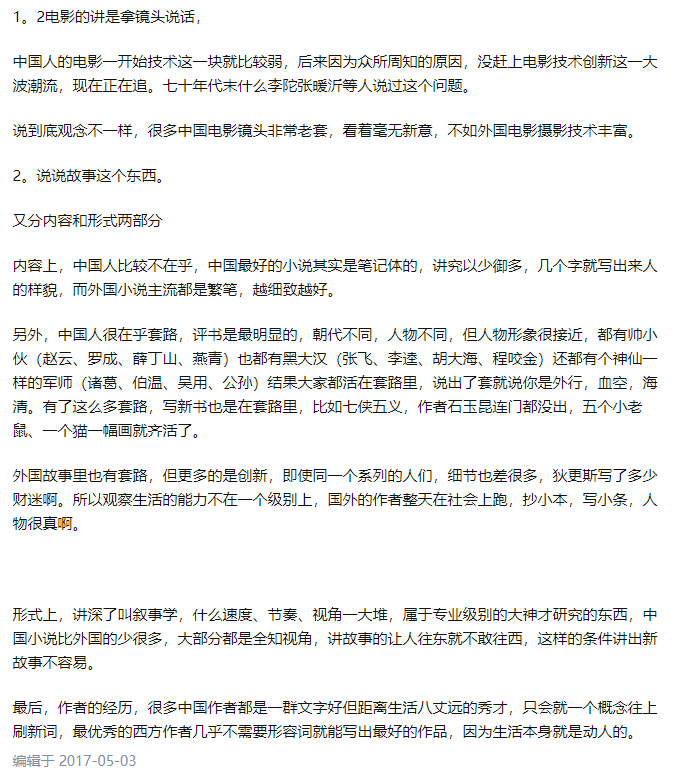 1。2电影的讲是拿镜头说话，
中国人的电影一开始技术这一块就比较弱，后来因为众所周知的原因，没赶上电影技术创新这一大
波潮流，现在正在追。七十年代末什么李陀张暖沂等人说过这个问题。
说到底观念不一样，很多中国电影镜头非常老套，看着毫无新意，不如外国电影摄影技术丰富。
2。说说故事这个东西。
又分内容和形式两部分
内容上，中国人比较不在乎，中国最好的小说其实是笔记体的，讲究以少御多，几个字就写出来人
的样貌，而外国小说主流都是繁笔，越细致越好。
另外，中国人很在乎套路，评书是最明显的，朝代不同，人物不同，但人物形象很接近，都有帅小
伙（赵云、罗成、薛丁山、燕青）也都有黑大汉（张飞、李逵、胡大海、程咬金）还都有个神仙一
样的军师（诸葛、伯温、吴用、公孙）结果大家都活在套路里，说出了套就说你是外行，血空，海
清。有了这么多套路，写新书也是在套路里，比如七侠五义，作者石玉昆连门都没出，五个小老
鼠、一个猫一幅画就齐活了。
外国故事里也有套路，但更多的是创新，即使同一个系列的人们，细节也差很多，狄更斯写了多少
财迷啊。所以观察生活的能力不在一个级别上，国外的作者整天在社会上跑，抄小本，写小条，人
物很真啊。
形式上，讲深了叫叙事学，什么速度、节奏、视角一大堆，属于专业级别的大神才研究的东西，中
国小说比外国的少很多，大部分都是全知视角，讲故事的让人往东就不敢往西，这样的条件讲出新
故事不容易。
最后，作者的经历，很多中国作者都是一群文字好但距离生活八丈远的秀才，只会就一个概念往上
刷新词，最优秀的西方作者几乎不需要形容词就能写出最好的作品，因为生活本身就是动人的。
编辑于 2017-05-03